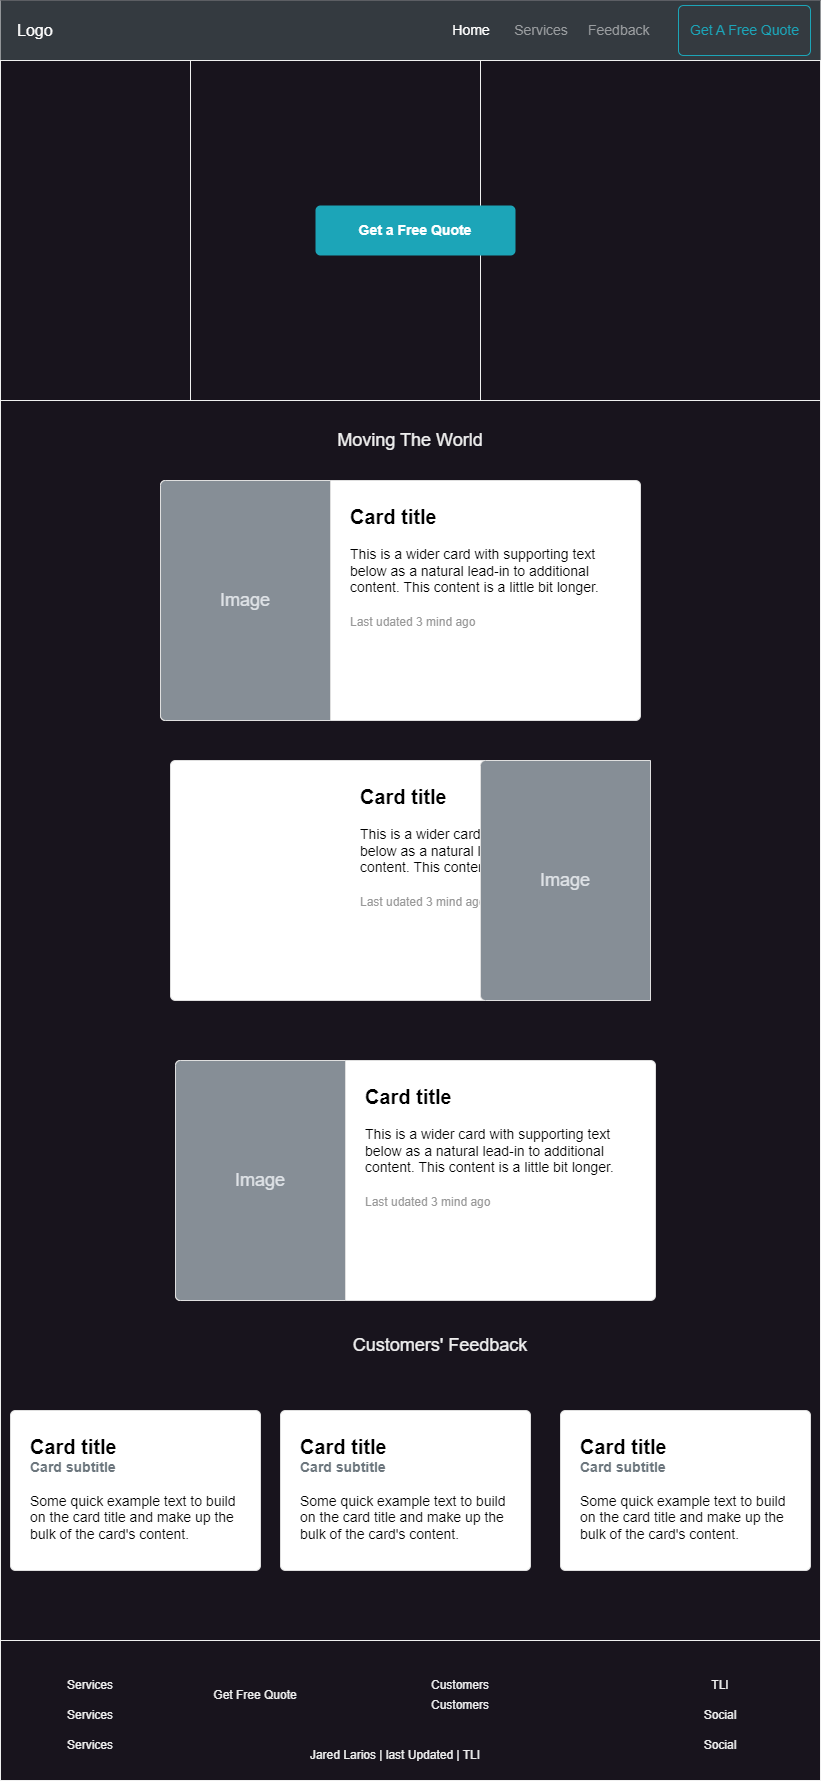 Logo
Home Services Feedback Get A Free Quote
Get a Free Quote
Moving The World
Image
Card title
This is a wider card with supporting text
below as a natural lead-in to additional
content. This content is a little bit longer.
Last udated 3 mind ago
Card title
This is a wider card
below as a natural
content. This
Last udated 3 mind
Image
Image
Card title
This is a wider card with supporting text
below as a natural lead-in to additional
content. This content is a little bit longer.
Last udated 3 mind ago
Customers' Feedback
Card title
Card subtitle
Some quick example text to build
on the card title and make up the
bulk of the card's content.
Card title
Card subtitle
Some quick example text to build
on the card title and make up the
bulk of the card's content.
Card title
Card subtitle
Some quick example text to build
on the card title and make up the
bulk of the card's content.
Services
Services
Services
Get Free Quote
Customers
Customers
TLI
Social
Social
Jared Larios | last Updated | TLI